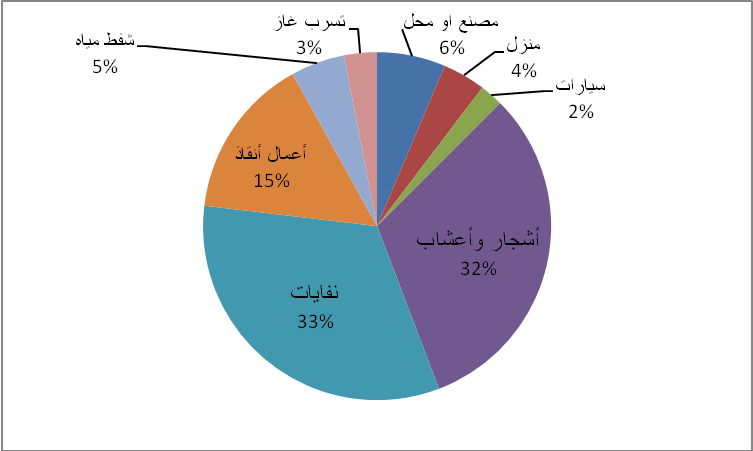 مصنع او محل
6%
منزل
4%
سيارات
2%
أشجار وأعشاب
32%
نفايات
33%
أعمال أنقاذ
15%
شفط مياه
5%
تسرب غاز
3%